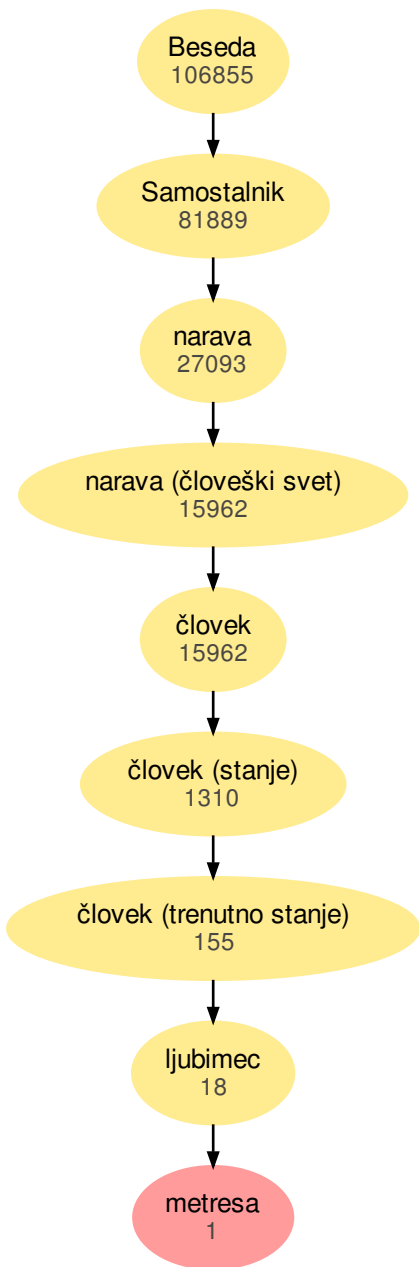 Beseda
106855
Samostalnik
81889
narava
27093
narava (človeški svet)
15962
človek
15962
človek (stanje)
1310
človek (trenutno stanje)
155
ljubimec
18
metresa
1